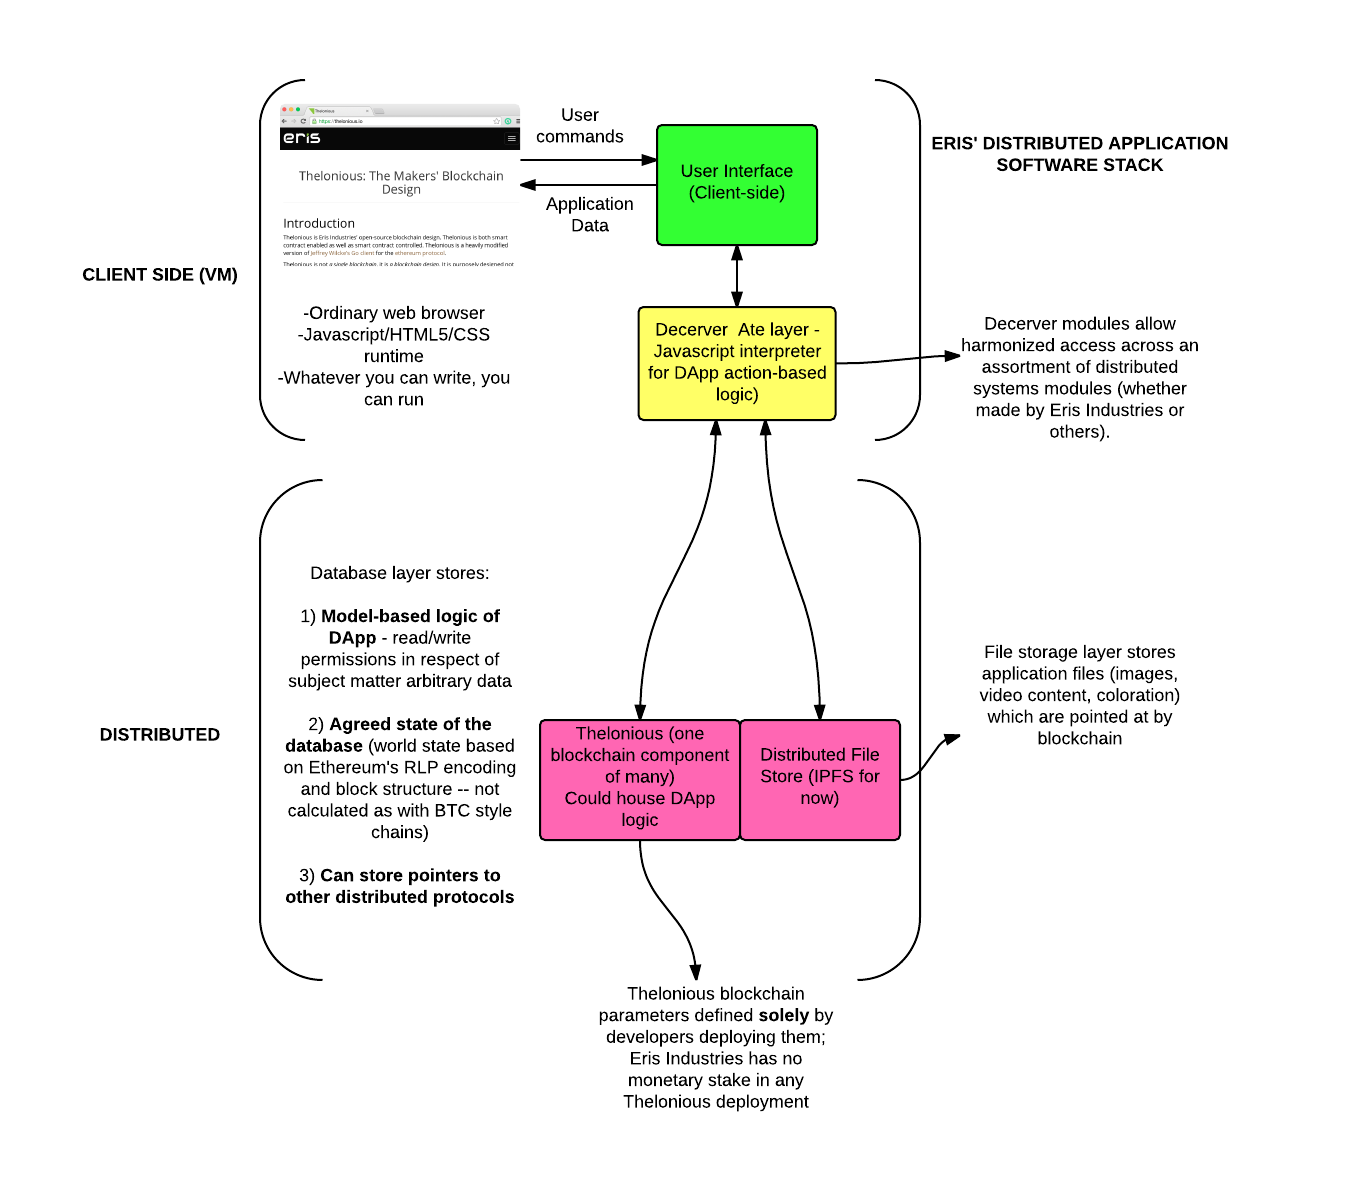 ERIS' DISTRIBUTED APPLICATION
SOFTWARE STACK
CLIENT SIDE (VM)
Thelonious
https://thelonious.io
eris
Thelonious: The Makers' Blockchain
Design
Introduction
Thelonious is Eris Industries' open-source blockchain design. Thelonious is both smart
contract enabled as well as smart contract controlled. Thelonious is a heavily modified
version of Jeffrey Wilcke's Go client for the ethereum protocol.
Thelonious is not a single blockchain. It is a blockchain design. It is purposely designed not
-Ordinary web browser
-Javascript/HTML5/CSS
runtime
-Whatever you can write, you
can run
User
commands
Application
Data
User Interface
(Client-side)
Decerver  Ate layer -
Javascript interpreter
for DApp action-based
logic)
Decerver modules allow
harmonized access across an
assortment of distributed
systems modules (whether
made by Eris Industries or
others).
DISTRIBUTED
Database layer stores:
1) Model-based logic of
DApp - read/write
permissions in respect of
subject matter arbitrary data
2) Agreed state of the
database (world state based
on Ethereum's RLP encoding
and block structure -- not
calculated as with BTC style
chains)
3) Can store pointers to
other distributed protocols
Thelonious (one
blockchain component
of many)
Could house DApp
logic
Distributed File
Store (IPFS for
now)
File storage layer stores
application files (images,
video content, coloration)
which are pointed at by
blockchain
Thelonious blockchain
parameters defined solely by
developers deploying them;
Eris Industries has no
monetary stake in any
Thelonious deployment